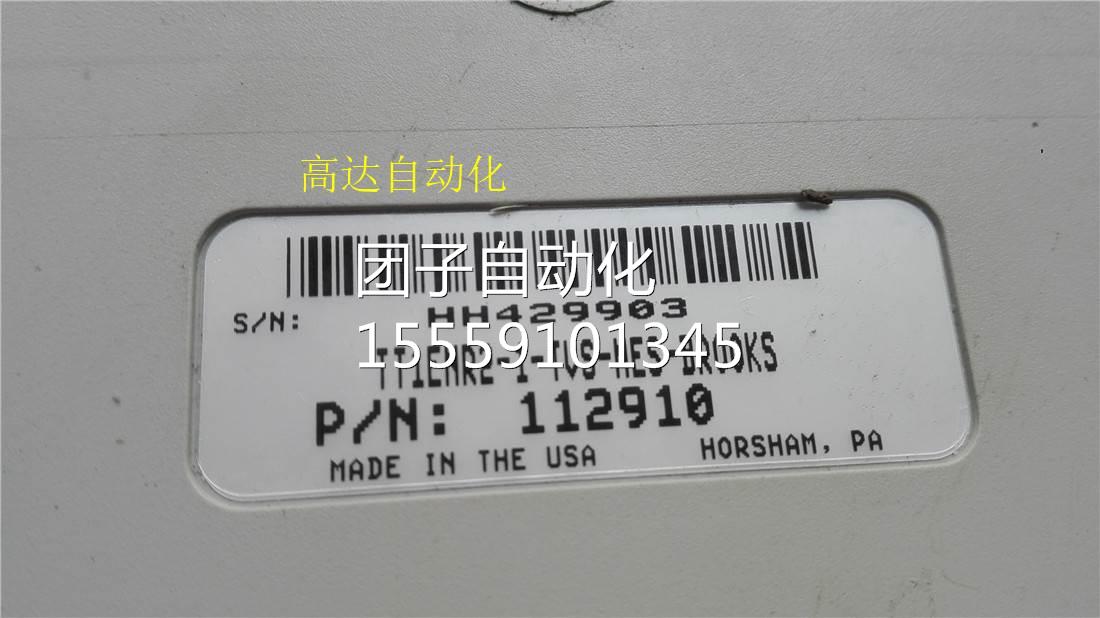 高达自动化
团子自动化
S/N: HH429903
15559101345
BROOKS
P/N: 112910
MADE IN THE USA HORSHAM, PA